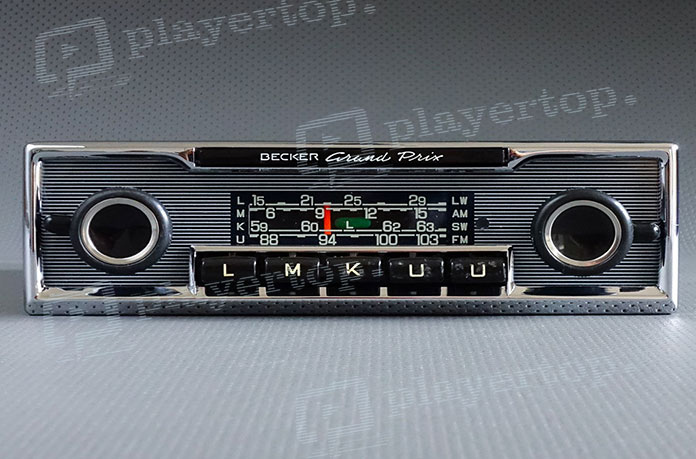 playertop.
playertop.
BECKER Grand Prix
L 15 21 25 29 LW
M 6 9 12 15 AM
K 59 60 L 62 63 SW
U 88 94 100 103 FM
L M K U U
playertop.
playertop.